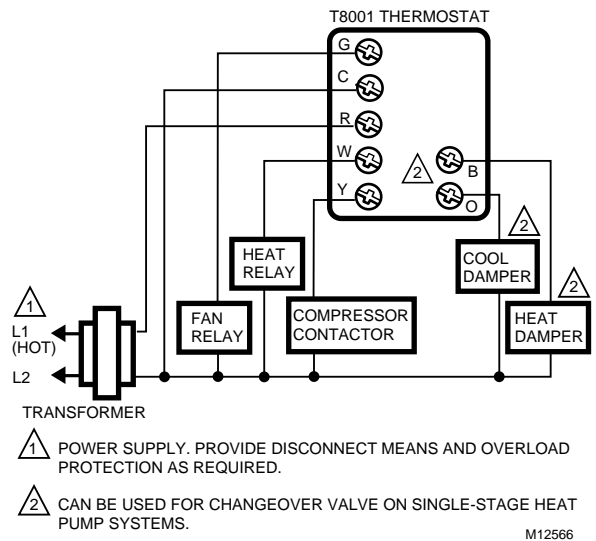 T8001 THERMOSTAT
G
C
R
W
Y
2
B
O
2
HEAT
RELAY
COOL
DAMPER
2
1
L1
(HOT)
L2
FAN
RELAY
COMPRESSOR
CONTACTOR
HEAT
DAMPER
TRANSFORMER
1 POWER SUPPLY. PROVIDE DISCONNECT MEANS AND OVERLOAD
PROTECTION AS REQUIRED.
2 CAN BE USED FOR CHANGEOVER VALVE ON SINGLE-STAGE HEAT
PUMP SYSTEMS.
M12566